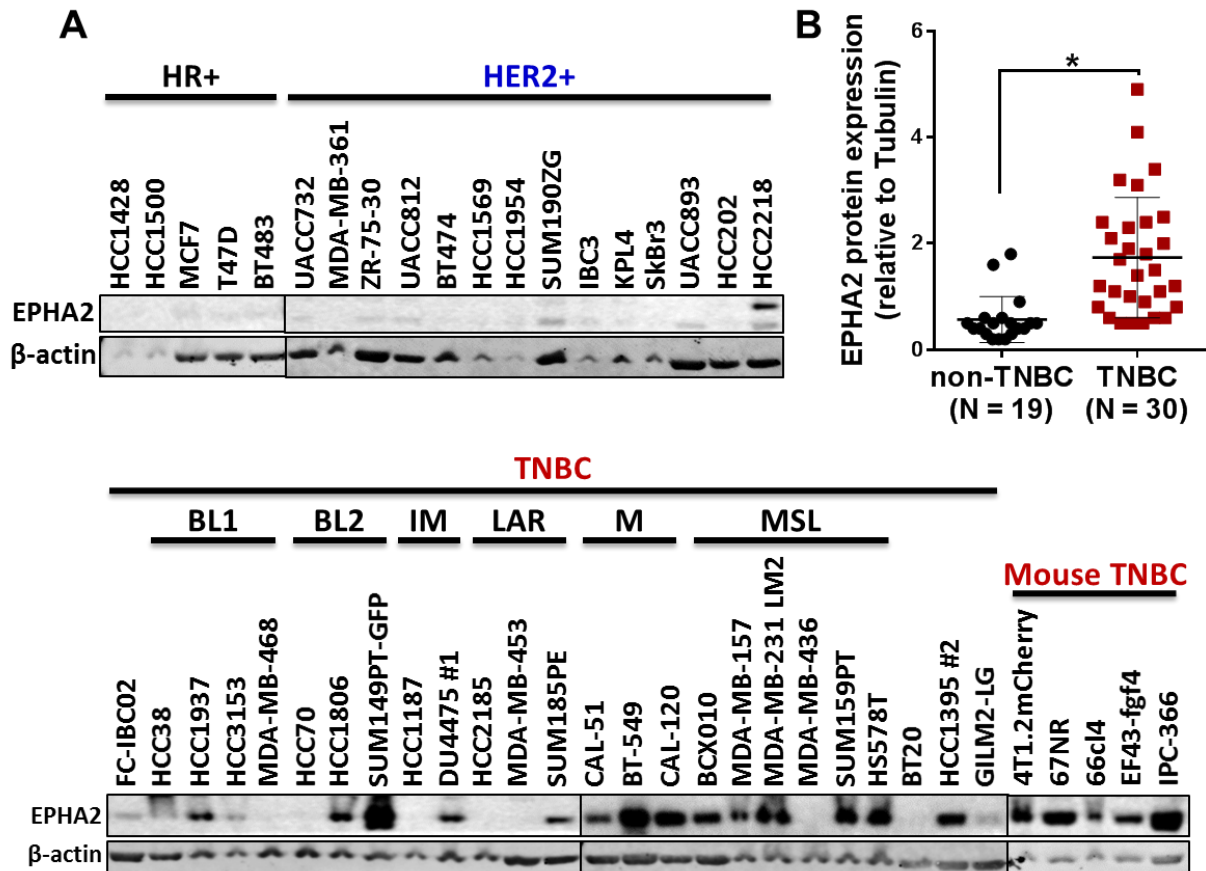 A
HR+
HER2+
HCC1428
HCC1500
MCF7
T47D
BT483
UACC732
MDA-MB-361
ZR-75-30
UACC812
BT474
HCC1569
HCC1954
SUM190ZG
IBC3
KPL4
SkBr3
UACC893
HCC202
HCC2218
EPHA2
β-actin
B
EPHA2 protein expression
(relative to Tubulin)
6
4
2
0
*
non-TNBC
(N = 19)
TNBC
(N = 30)
TNBC
BL1
BL2
IM
LAR
M
MSL
Mouse TNBC
FC-IBC02
HCC38
HCC1937
HCC3153
MDA-MB-468
HCC70
HCC1806
SUM149PT-GFP
HCC1187
DU4475 #1
HCC2185
MDA-MB-453
SUM185PE
CAL-51
BT-549
CAL-120
BCX010
MDA-MB-157
MDA-MB-231 LM2
MDA-MB-436
SUM159PT
HS578T
BT20
HCC1395 #2
GILM2-LG
4T1.2mCherry
67NR
66cl4
EF43-fgf4
IPC-366
EPHA2
β-actin